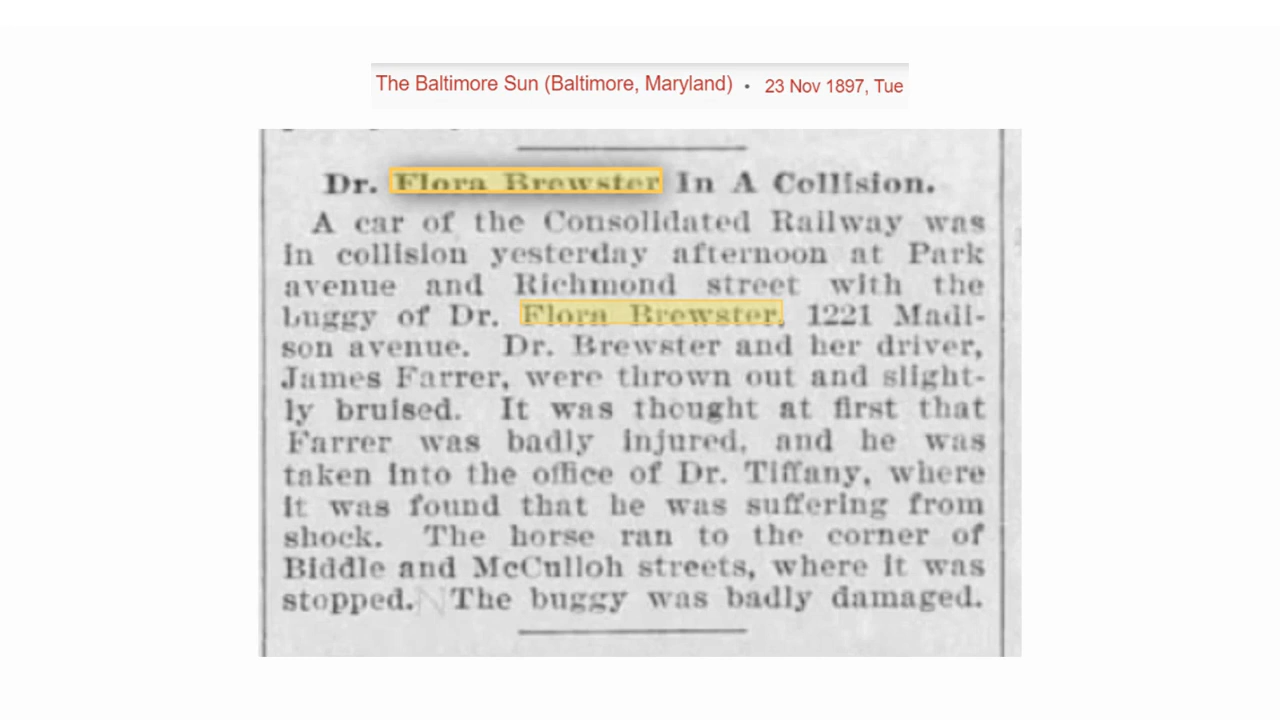 The Baltimore Sun (Baltimore, Maryland) • 23 Nov 1897, Tue
Dr. Flora Brewster In A Collision.
A car of the Consolidated Railway was
in collision yesterday afternoon at Park
avenue and Richmond street with the
buggy of Dr. Flora Brewster, 1221 Madi-
son avenue. Dr. Brewster and her driver,
James Farrer, were thrown out and slight-
ly bruised. It was thought at first that
Farrer was badly injured, and he was
taken into the office of Dr. Tiffany, where
it was found that he was suffering from
shock. The horse ran to the corner of
Biddle and McCulloh streets, where it was
stopped. The buggy was badly damaged.